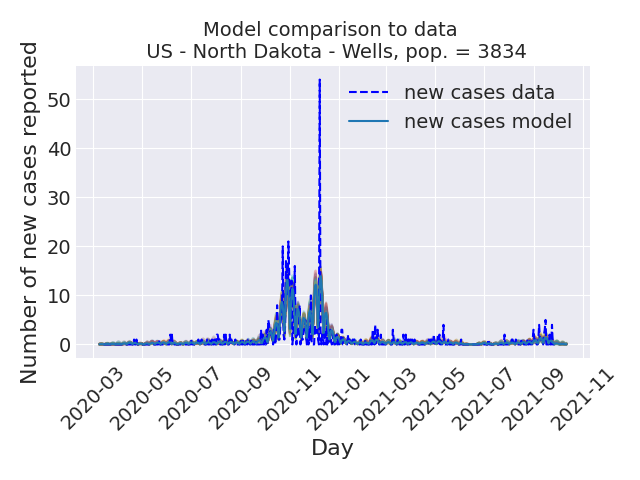 Model comparison to data
US - North Dakota - Wells, pop. = 3834
Number of new cases reported
50
40
30
20
10
0
new cases data
new cases model
2020-03
2020-05
2020-07
2020-09
2020-11
2021-01
2021-03
2021-05
2021-07
2021-09
2021-11
Day